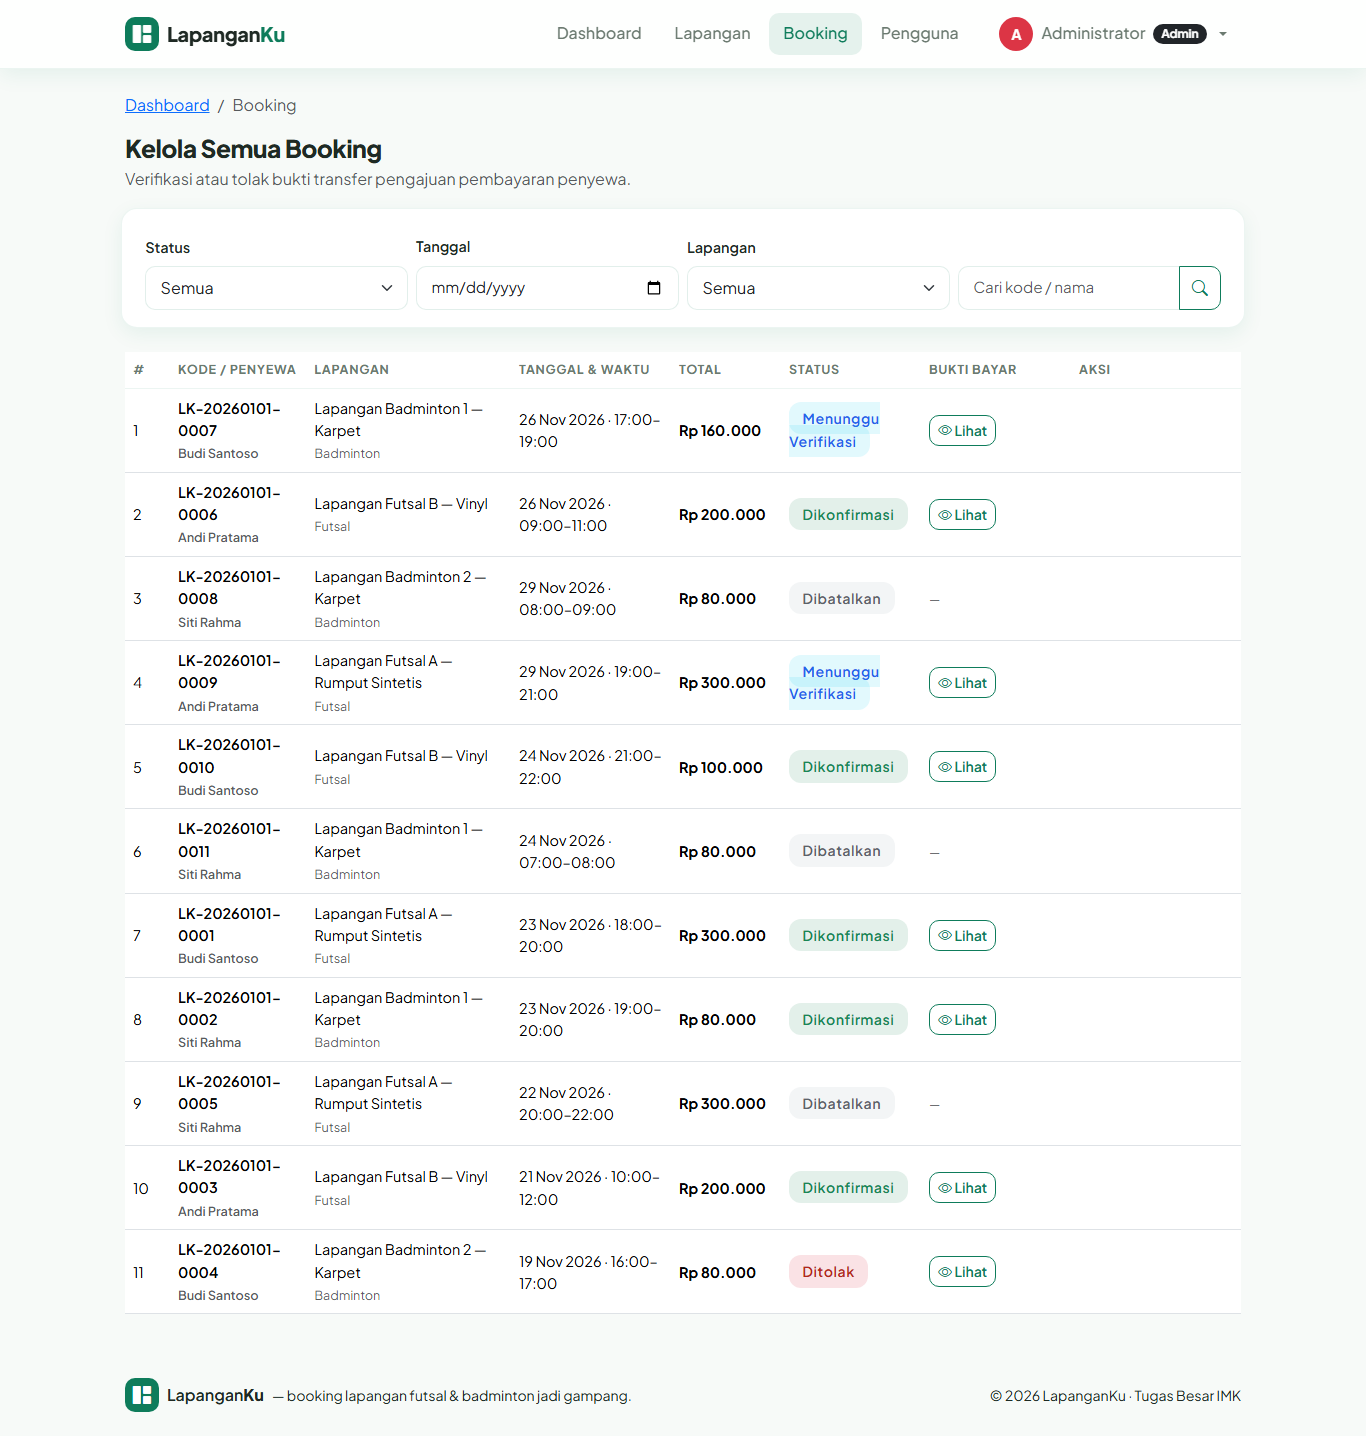 LapanganKu
Dashboard
Lapangan
Booking
Pengguna
A
Administrator
Admin
Dashboard / Booking
Kelola Semua Booking
Verifikasi atau tolak bukti transfer pengajuan pembayaran penyewa.
Status
Tanggal
Lapangan
Semua
mm/dd/yyyy
Semua
Cari kode / nama
# KODE / PENYEWA LAPANGAN TANGGAL & WAKTU TOTAL STATUS BUKTI BAYAR AKSI
LK-20260101- Lapangan Badminton 1 — Menunggu
1 0007 Karpet 26 Nov 2026 · 17:00– Rp 160.000 Verifikasi Lihat
Budi Santoso Badminton 19:00
LK-20260101- Lapangan Futsal B — Vinyl 26 Nov 2026 ·
2 0006 Futsal 09:00–11:00 Rp 200.000 Dikonfirmasi Lihat
Andi Pratama
LK-20260101- Lapangan Badminton 2 — 29 Nov 2026 ·
3 0008 Karpet 08:00–09:00 Rp 80.000 Dibatalkan —
Siti Rahma Badminton
LK-20260101- Lapangan Futsal A — 29 Nov 2026 · 19:00– Menunggu
4 0009 Rumput Sintetis 21:00 Rp 300.000 Verifikasi Lihat
Andi Pratama Futsal
LK-20260101- Lapangan Futsal B — Vinyl 24 Nov 2026 · 21:00–
5 0010 Futsal 22:00 Rp 100.000 Dikonfirmasi Lihat
Budi Santoso
LK-20260101- Lapangan Badminton 1 — 24 Nov 2026 ·
6 0011 Karpet 07:00–08:00 Rp 80.000 Dibatalkan —
Siti Rahma Badminton
LK-20260101- Lapangan Futsal A — 23 Nov 2026 · 18:00–
7 0001 Rumput Sintetis 20:00 Rp 300.000 Dikonfirmasi Lihat
Budi Santoso Futsal
LK-20260101- Lapangan Badminton 1 — 23 Nov 2026 · 19:00–
8 0002 Karpet 20:00 Rp 80.000 Dikonfirmasi Lihat
Siti Rahma Badminton
LK-20260101- Lapangan Futsal A — 22 Nov 2026 ·
9 0005 Rumput Sintetis 20:00–22:00 Rp 300.000 Dibatalkan —
Siti Rahma Futsal
LK-20260101- Lapangan Futsal B — Vinyl 21 Nov 2026 · 10:00–
10 0003 Futsal 12:00 Rp 200.000 Dikonfirmasi Lihat
Andi Pratama
LK-20260101- Lapangan Badminton 2 — 19 Nov 2026 · 16:00–
11 0004 Karpet 17:00 Rp 80.000 Ditolak Lihat
Budi Santoso Badminton
LapanganKu — booking lapangan futsal & badminton jadi gampang.
© 2026 LapanganKu · Tugas Besar IMK